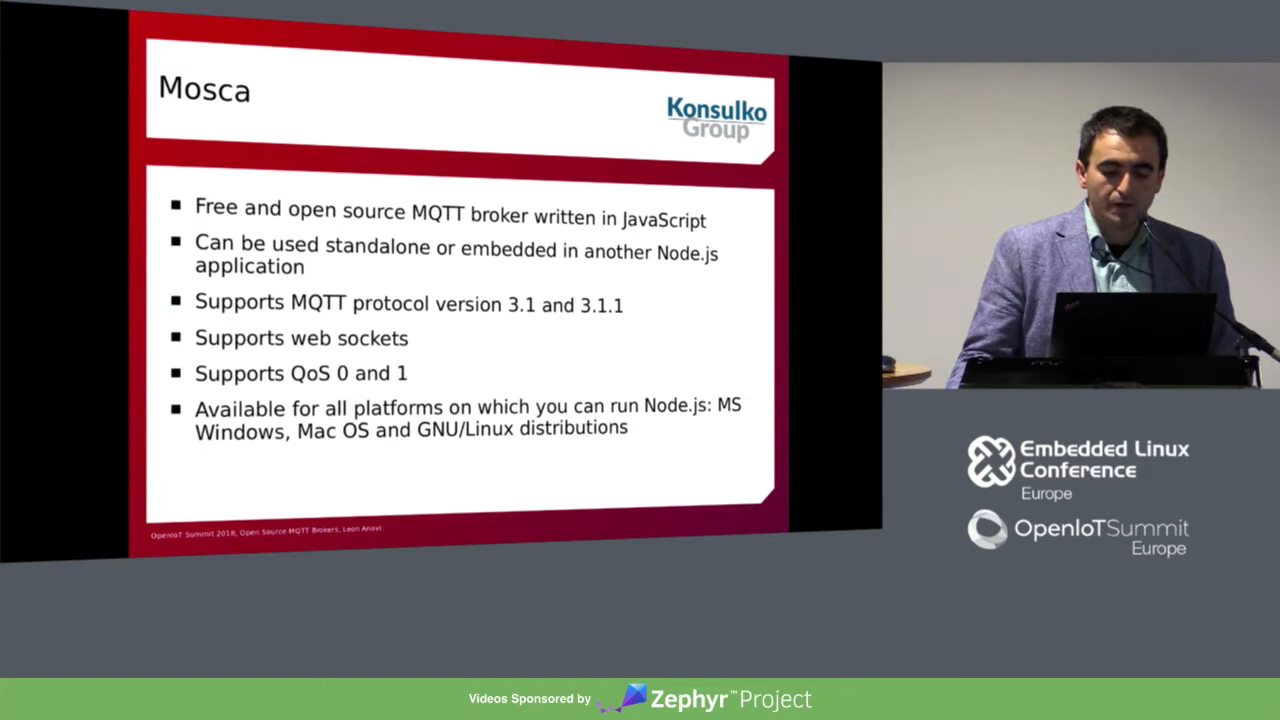 Mosca
Konsulko
Group
Free and open source MQTT broker written in JavaScript
Can be used standalone or embedded in another Node.js
application
Supports MQTT protocol version 3.1 and 3.1.1
Supports web sockets
Supports QoS 0 and 1
Available for all platforms on which you can run Node.js: MS
Windows, Mac OS and GNU/Linux distributions
OpenIoT Summit 2018, Open Source MQTT Brokers, Leon Anavi
Embedded Linux
Conference
Europe
OpenIoTSummit
Europe
Videos Sponsored by Zephyr™Project